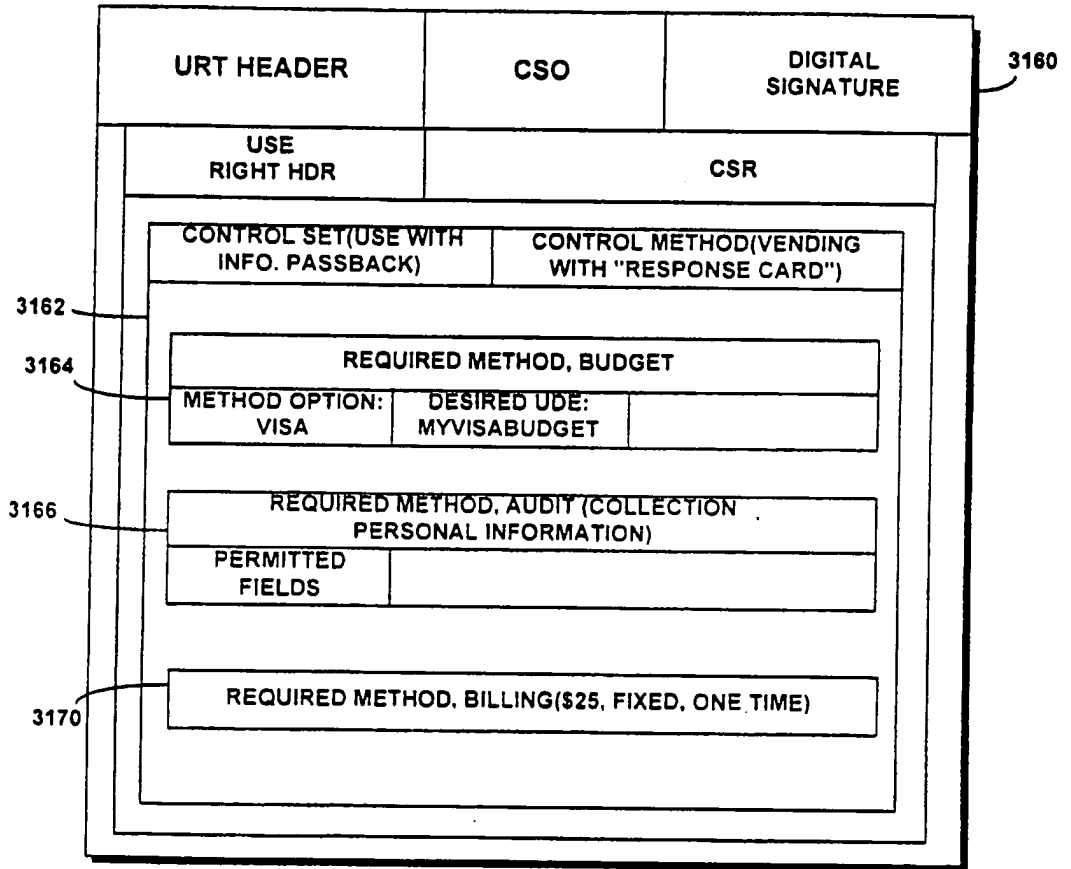 URT HEADER
CSO
DIGITAL
SIGNATURE
3160
USE
RIGHT HDR
CSR
CONTROL SET(USE WITH
INFO. PASSBACK)
CONTROL METHOD(VENDING
WITH "RESPONSE CARD")
3162
REQUIRED METHOD, BUDGET
3164
METHOD OPTION:
VISA
DESIRED UDE:
MYVISABUDGET
3166
REQUIRED METHOD, AUDIT (COLLECTION
PERSONAL INFORMATION)
PERMITTED
FIELDS
3170
REQUIRED METHOD, BILLING($25, FIXED, ONE TIME)